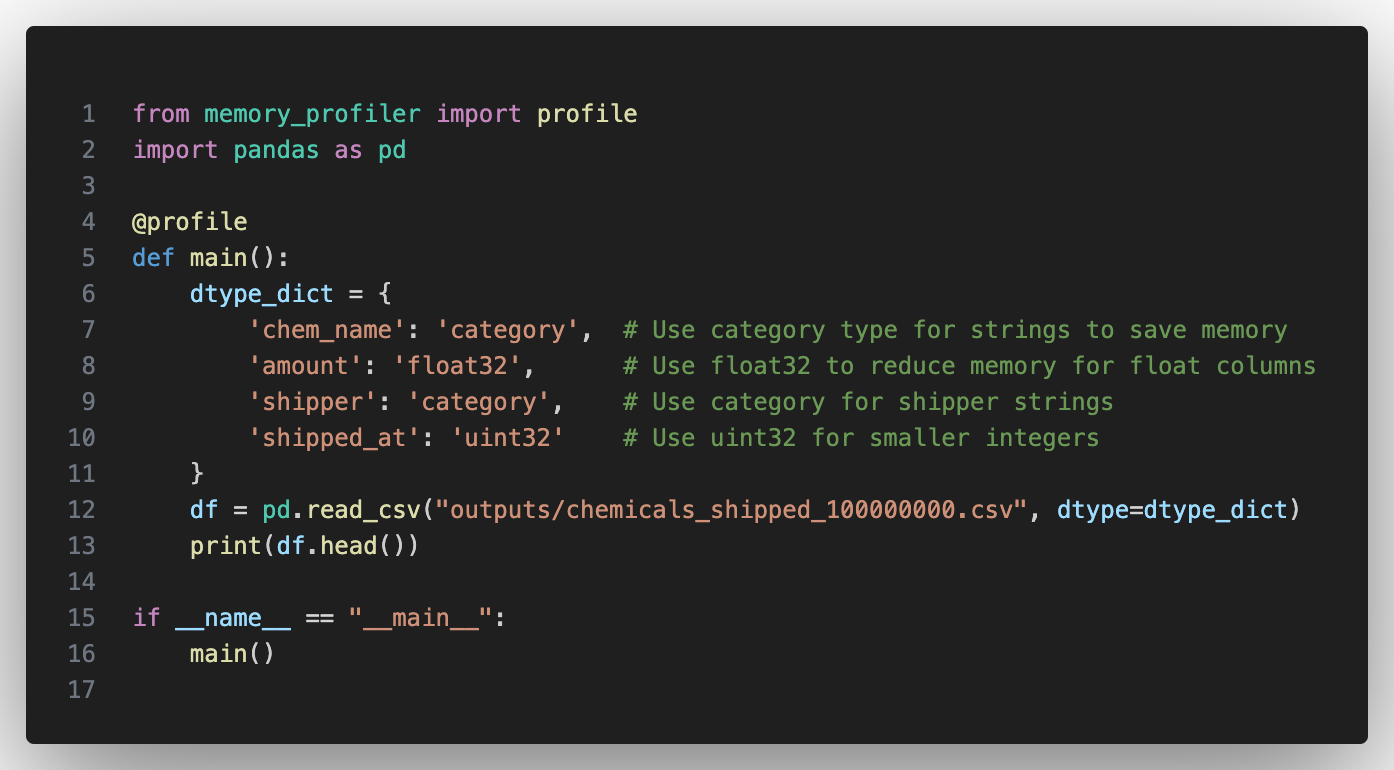 1 from memory_profiler import profile
2 import pandas as pd
3
4 @profile
5 def main():
6     dtype_dict = {
7         'chem_name': 'category',  # Use category type for strings to save memory
8         'amount': 'float32',      # Use float32 to reduce memory for float columns
9         'shipper': 'category',    # Use category for shipper strings
10         'shipped_at': 'uint32'    # Use uint32 for smaller integers
11     }
12     df = pd.read_csv("outputs/chemicals_shipped_100000000.csv", dtype=dtype_dict)
13     print(df.head())
14
15 if __name__ == "__main__":
16     main()
17